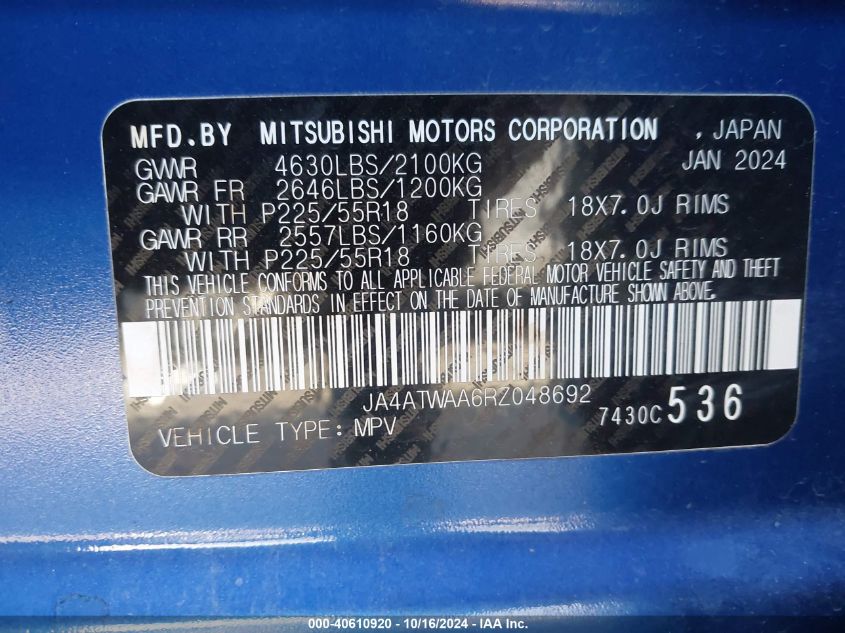 MFD.BY MITSUBISHI MOTORS CORPORATION , JAPAN
GVWR 4630LBS/2100KG JAN 2024
GAWR FR 2646LBS/1200KG
WITH P225/55R18 TIRES 18X7.0J RIMS
GAWR RR 2557LBS/1160KG
WITH P225/55R18 TIRES 18X7.0J RIMS
THIS VEHICLE CONFORMS TO ALL APPLICABLE FEDERAL MOTOR VEHICLE SAFETY AND THEFT
PREVENTION STANDARDS IN EFFECT ON THE DATE OF MANUFACTURE SHOWN ABOVE.
JA4ATWAA6RZ048692
7430C 536
VEHICLE TYPE: MPV
000-40610920 - 10/16/2024 - IAA Inc.